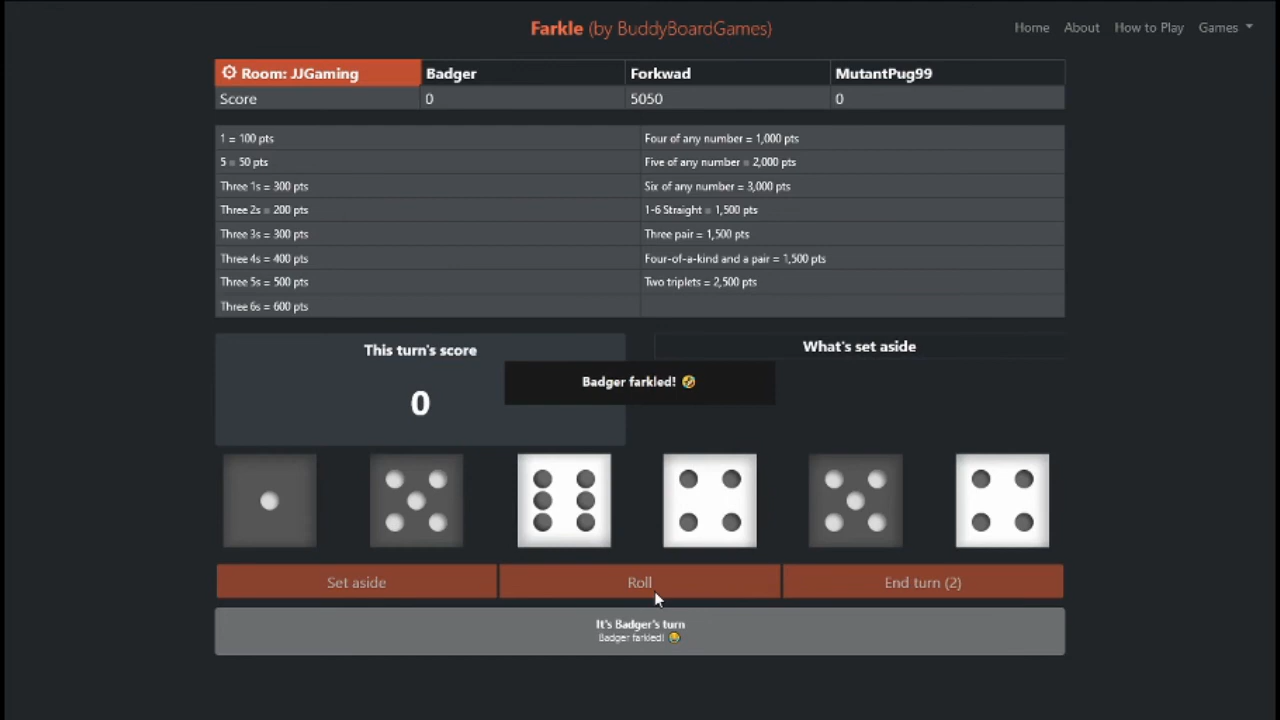 Farkle (by BuddyBoardGames)
Home About How to Play Games
Room: JJGaming Badger Forkwad MutantPug99
Score 0 5050 0
1 = 100 pts Four of any number = 1,000 pts
5 = 50 pts Five of any number = 2,000 pts
Three 1s = 300 pts Six of any number = 3,000 pts
Three 2s = 200 pts 1-6 Straight = 1,500 pts
Three 3s = 300 pts Three pair = 1,500 pts
Three 4s = 400 pts Four-of-a-kind and a pair = 1,500 pts
Three 5s = 500 pts Two triplets = 2,500 pts
Three 6s = 600 pts
This turn's score What's set aside
Badger farkled! 🤣
0
Set aside Roll End turn (2)
It's Badger's turn
Badger farkled! 😂